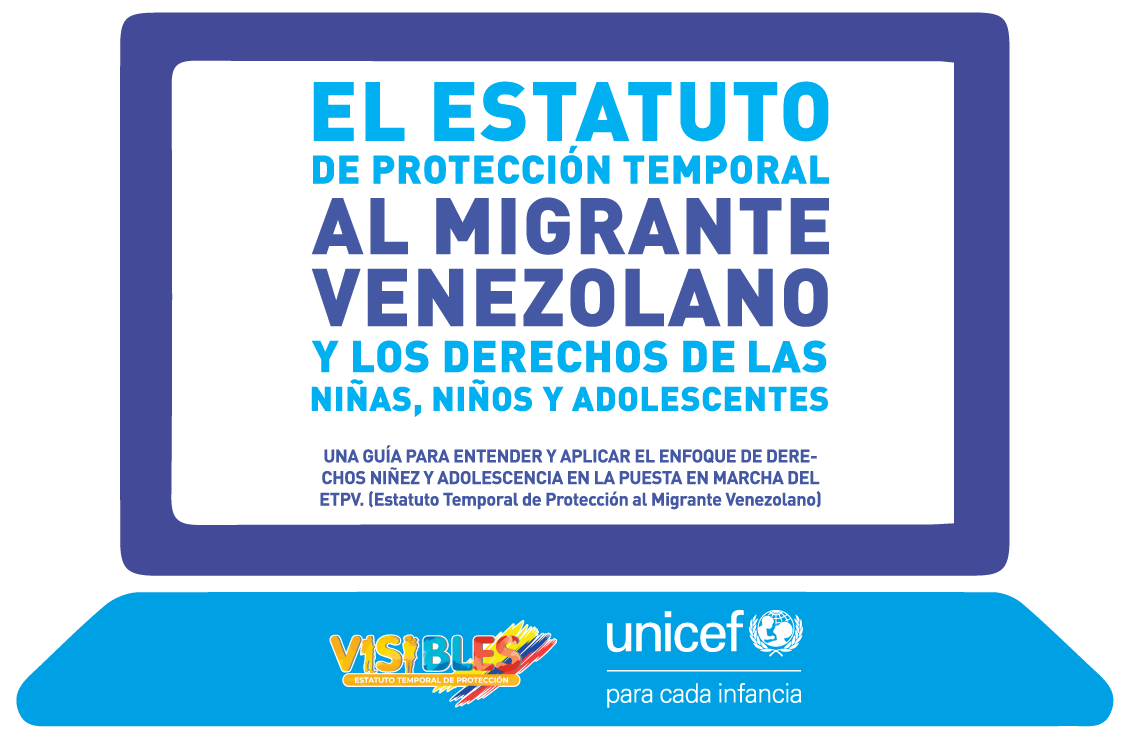 EL ESTATUTO
DE PROTECCIÓN TEMPORAL
AL MIGRANTE
VENEZOLANO
Y LOS DERECHOS DE LAS
NIÑAS, NIÑOS Y ADOLESCENTES
UNA GUÍA PARA ENTENDER Y APLICAR EL ENFOQUE DE DERE-
CHOS NIÑEZ Y ADOLESCENCIA EN LA PUESTA EN MARCHA DEL
ETPV. (Estatuto Temporal de Protección al Migrante Venezolano)
VISIBLES
ESTATUTO TEMPORAL DE PROTECCIÓN
unicef
para cada infancia